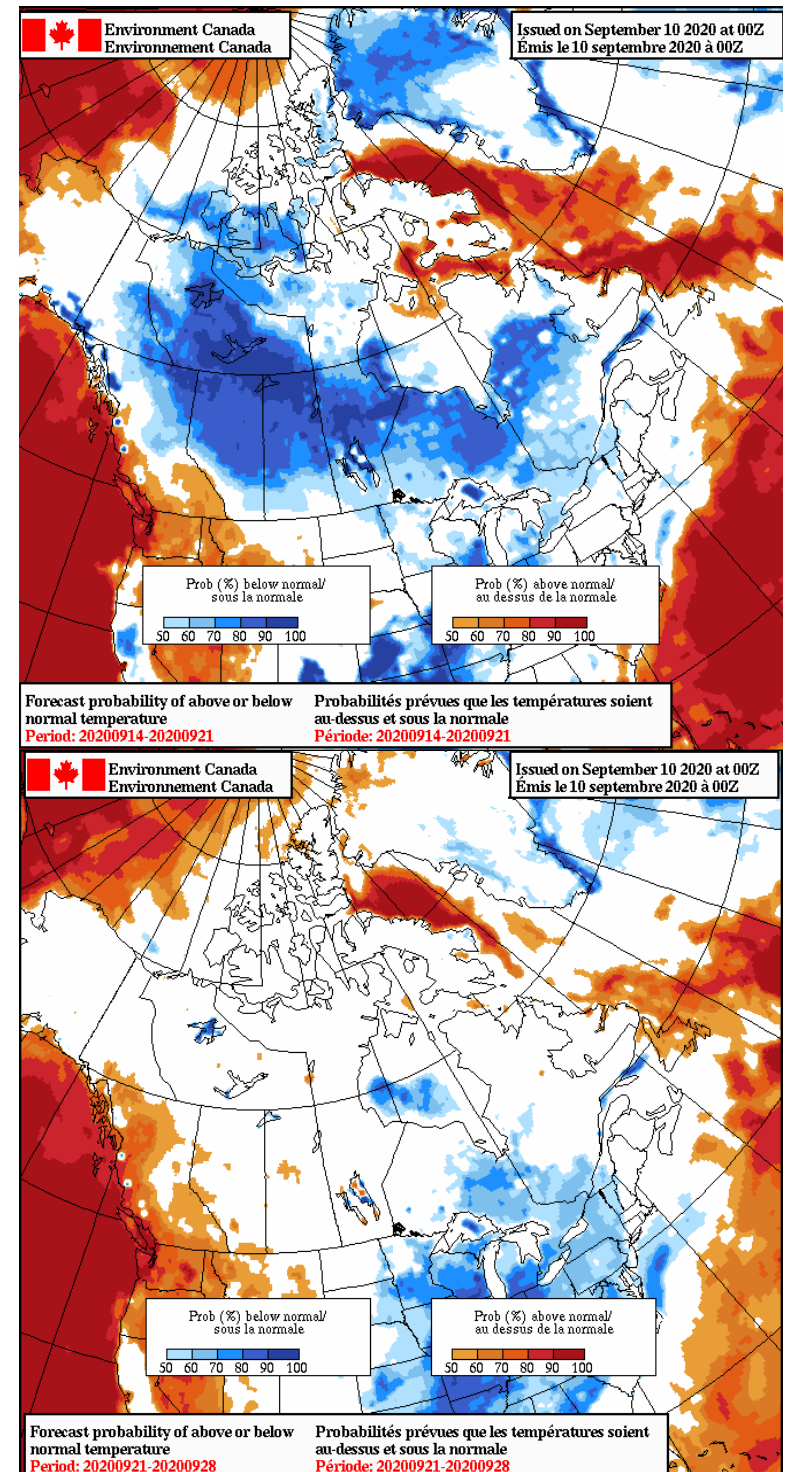 Environment Canada
Environnement Canada
Issued on September 10 2020 at 00Z
Émis le 10 septembre 2020 à 00Z
Prob (%) below normal/
sous la normale
50 60 70 80 90 100
Prob (%) above normal/
au dessus de la normale
50 60 70 80 90 100
Forecast probability of above or below
normal temperature
Period: 20200914-20200921
Probabilités prévues que les températures soient
au-dessus et sous la normale
Période: 20200914-20200921
Environment Canada
Environnement Canada
Issued on September 10 2020 at 00Z
Émis le 10 septembre 2020 à 00Z
Prob (%) below normal/
sous la normale
50 60 70 80 90 100
Prob (%) above normal/
au dessus de la normale
50 60 70 80 90 100
Forecast probability of above or below
normal temperature
Period: 20200921-20200928
Probabilités prévues que les températures soient
au-dessus et sous la normale
Période: 20200921-20200928